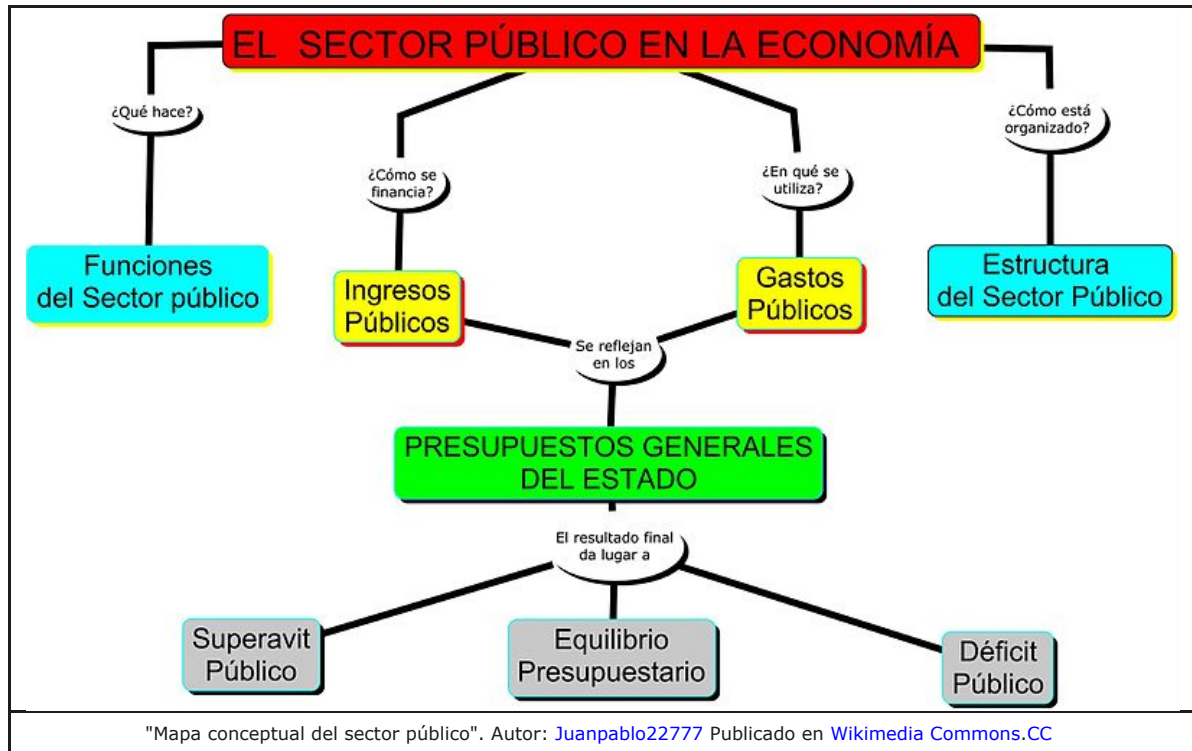 EL SECTOR PÚBLICO EN LA ECONOMÍA
¿Qué hace?
¿Cómo está
organizado?
¿Cómo se
financia?
¿En qué se
utiliza?
Funciones
del Sector público
Ingresos
Públicos
Gastos
Públicos
Estructura
del Sector Público
Se reflejan
en los
PRESUPUESTOS GENERALES
DEL ESTADO
El resultado final
da lugar a
Superavit
Público
Equilibrio
Presupuestario
Déficit
Público
"Mapa conceptual del sector público". Autor: Juanpablo22777 Publicado en Wikimedia Commons.CC